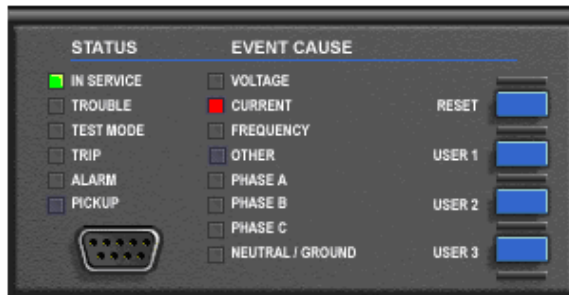 STATUS
IN SERVICE
TROUBLE
TEST MODE
TRIP
ALARM
PICKUP
EVENT CAUSE
VOLTAGE
CURRENT
FREQUENCY
OTHER
PHASE A
PHASE B
PHASE C
NEUTRAL / GROUND
RESET
USER 1
USER 2
USER 3